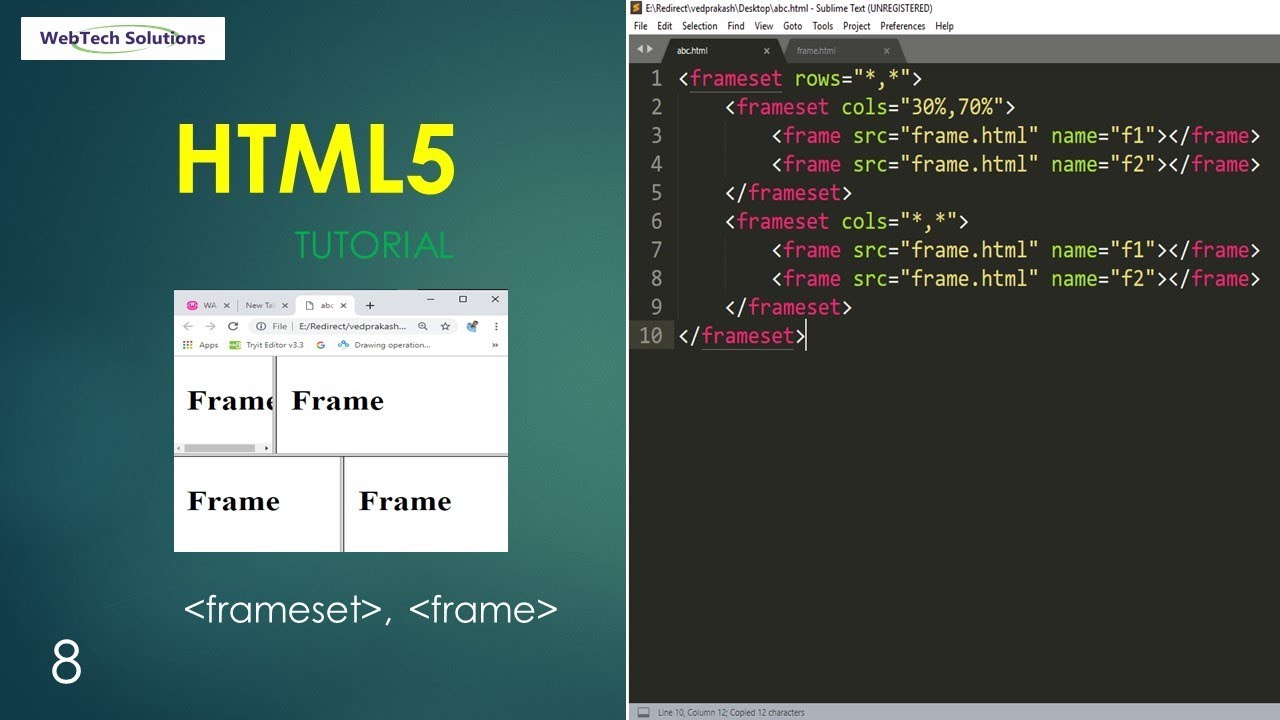 WebTech Solutions
HTML5
TUTORIAL
WA
New Ta
abc
File
E:/Redirect/vedprakash...
Apps
Tryit Editor v3.3
Drawing operation...
»
Frame
Frame
Frame
Frame
<frameset>, <frame>
8
E:\Redirect\vedprakash\Desktop\abc.html - Sublime Text (UNREGISTERED)
File Edit Selection Find View Goto Tools Project Preferences Help
abc.html
frame.html
1 <frameset rows="*,*">
2 <frameset cols="30%,70%">
3 <frame src="frame.html" name="f1"></frame>
4 <frame src="frame.html" name="f2"></frame>
5 </frameset>
6 <frameset cols="*,*">
7 <frame src="frame.html" name="f1"></frame>
8 <frame src="frame.html" name="f2"></frame>
9 </frameset>
10 </frameset>
Line 10, Column 12; Copied 12 characters